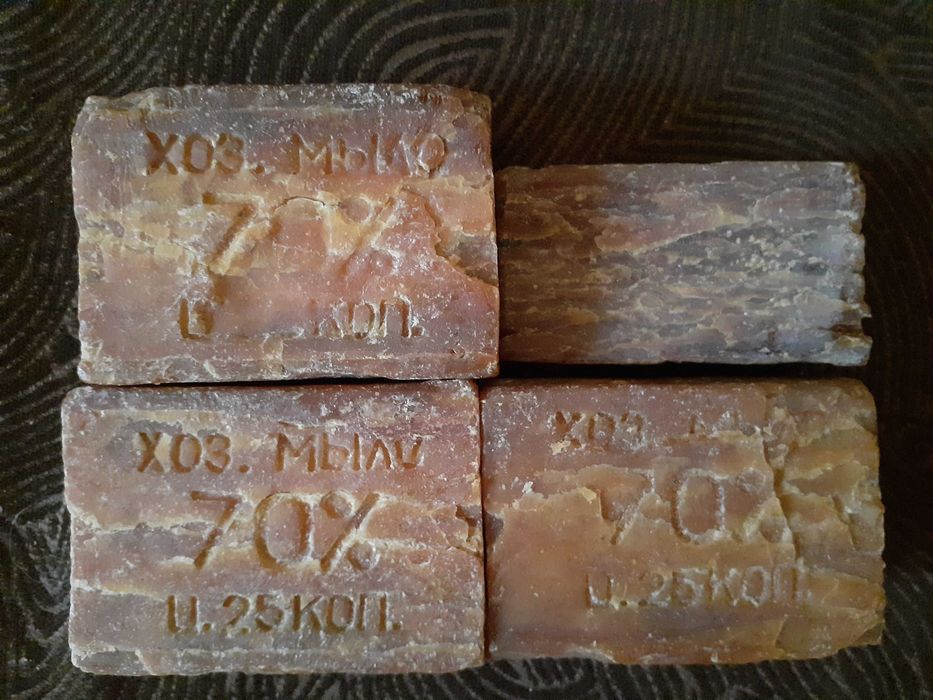 ХОЗ. МЫЛО
70%
Ц. КОП.
ХОЗ. МЫЛО
70%
Ц. 25 КОП.
ХОЗ.
70%
Ц. 25 КОП.